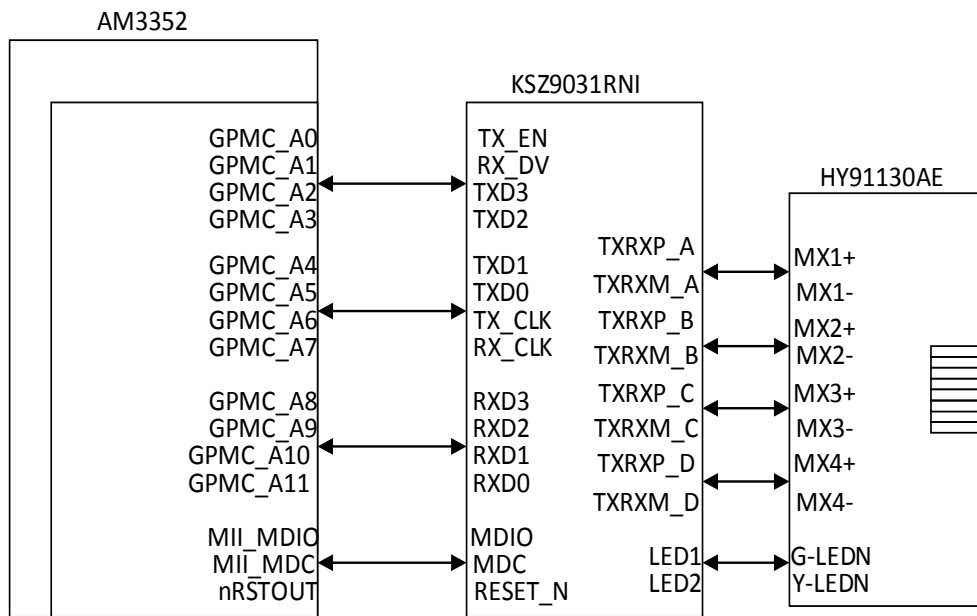 AM3352
KSZ9031RNI
HY91130AE
GPMC_A0
GPMC_A1
GPMC_A2
GPMC_A3
GPMC_A4
GPMC_A5
GPMC_A6
GPMC_A7
GPMC_A8
GPMC_A9
GPMC_A10
GPMC_A11
MII_MDIO
MII_MDC
nRSTOUT
TX_EN
RX_DV
TXD3
TXD2
TXD1
TXD0
TX_CLK
RX_CLK
RXD3
RXD2
RXD1
RXD0
MDIO
MDC
RESET_N
TXRXP_A
TXRXM_A
TXRXP_B
TXRXM_B
TXRXP_C
TXRXM_C
TXRXP_D
TXRXM_D
LED1
LED2
MX1+
MX1-
MX2+
MX2-
MX3+
MX3-
MX4+
MX4-
G-LEDN
Y-LEDN